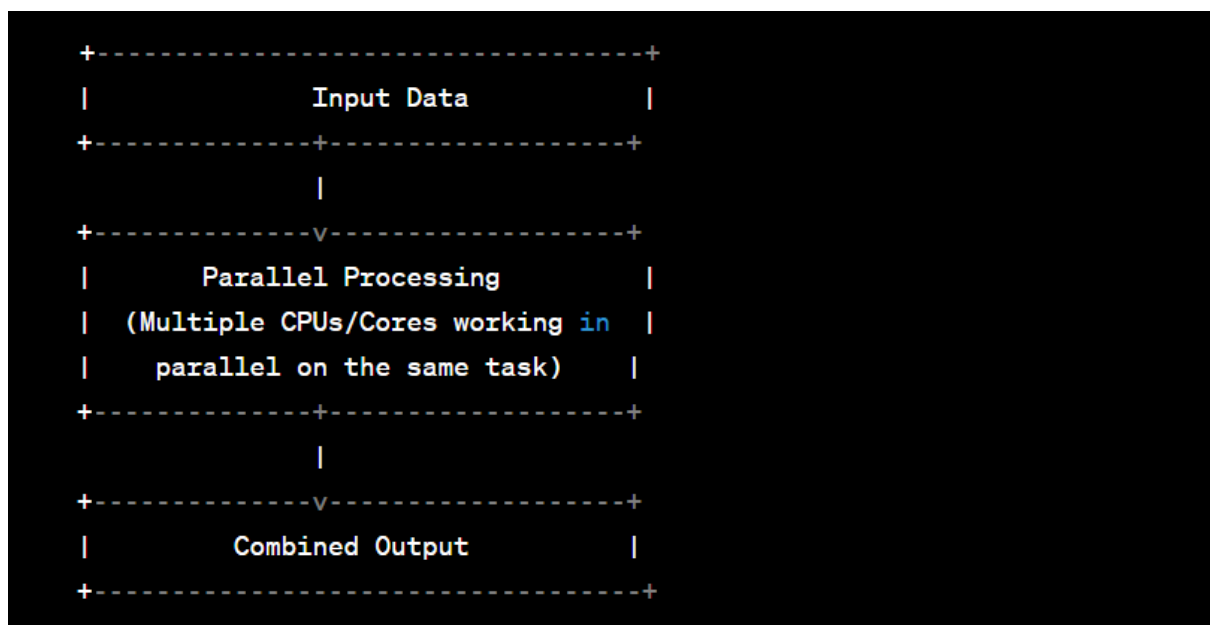 +-----------------------------------+
|              Input Data           |
+--------------+-------------------+
               |
+--------------v-------------------+
|       Parallel Processing         |
|  (Multiple CPUs/Cores working in  |
|    parallel on the same task)    |
+--------------+-------------------+
               |
+--------------v-------------------+
|         Combined Output          |
+-----------------------------------+